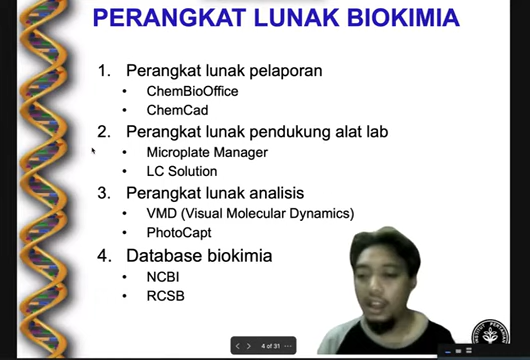 PERANGKAT LUNAK BIOKIMIA
1. Perangkat lunak pelaporan
• ChemBioOffice
• ChemCad
2. Perangkat lunak pendukung alat lab
• Microplate Manager
• LC Solution
3. Perangkat lunak analisis
• VMD (Visual Molecular Dynamics)
• PhotoCapt
4. Database biokimia
• NCBI
• RCSB
4 of 31